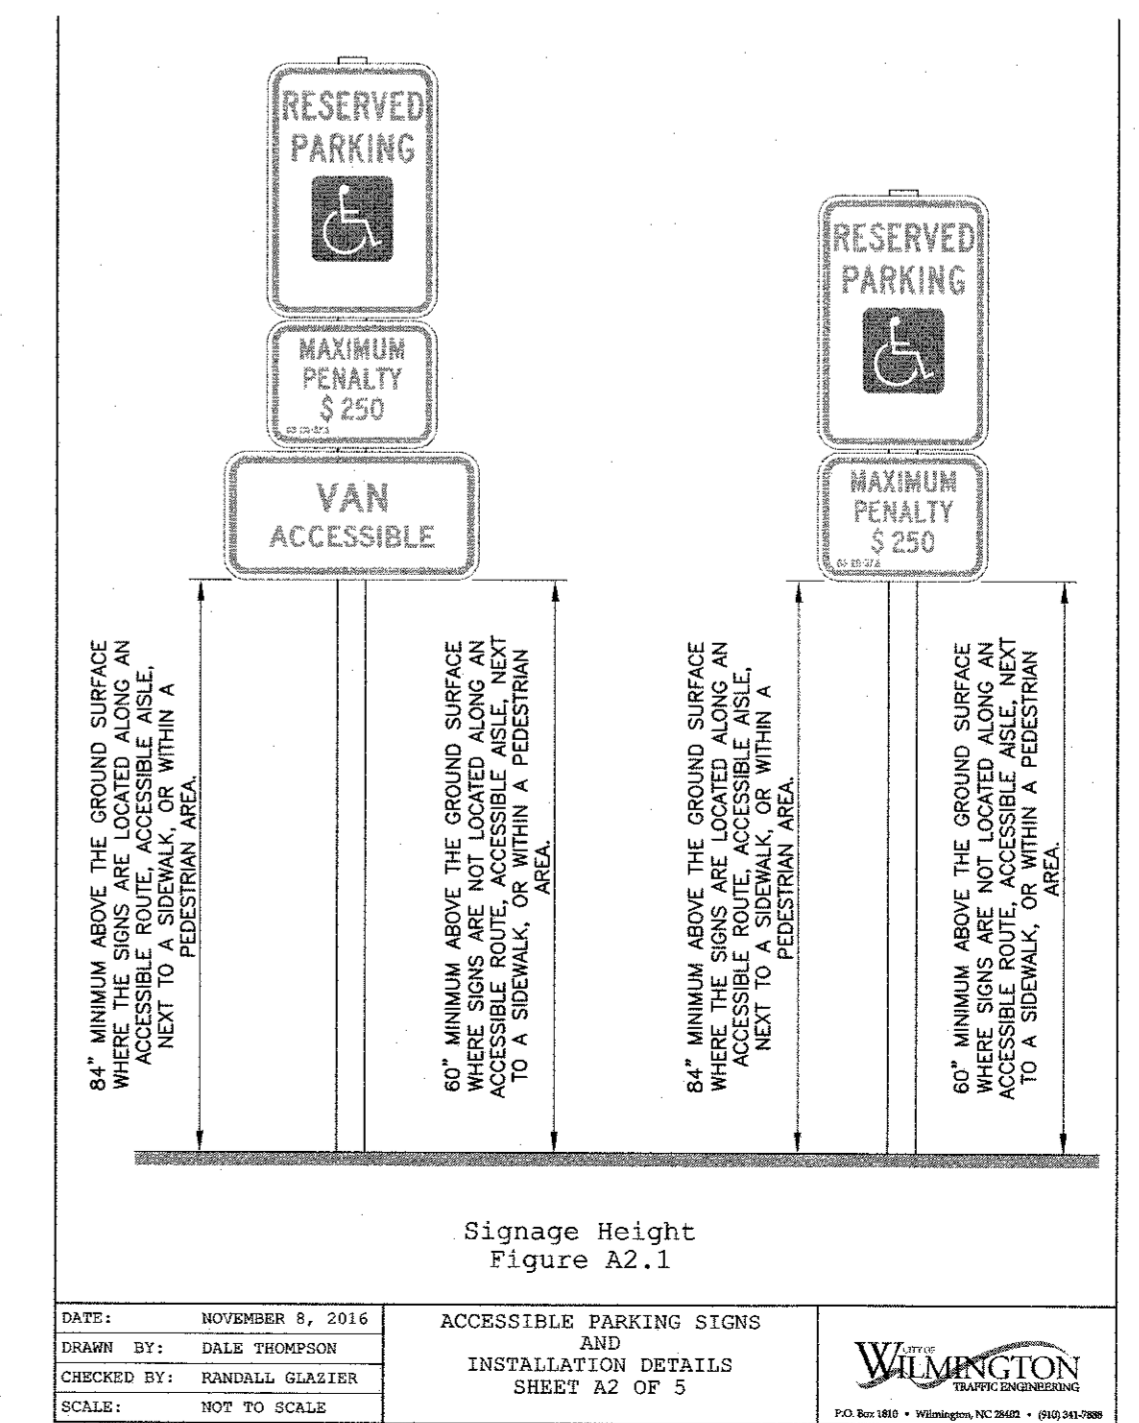 RESERVED
PARKING
MAXIMUM
PENALTY
$ 250
VAN
ACCESSIBLE
RESERVED
PARKING
MAXIMUM
PENALTY
$ 250
84" MINIMUM ABOVE THE GROUND SURFACE
WHERE THE SIGNS ARE LOCATED ALONG AN
ACCESSIBLE ROUTE, ACCESSIBLE AISLE,
NEXT TO A SIDEWALK, OR WITHIN A
PEDESTRIAN AREA.
60" MINIMUM ABOVE THE GROUND SURFACE
WHERE SIGNS ARE NOT LOCATED ALONG AN
ACCESSIBLE ROUTE, ACCESSIBLE AISLE, NEXT
TO A SIDEWALK, OR WITHIN A PEDESTRIAN
AREA.
84" MINIMUM ABOVE THE GROUND SURFACE
WHERE THE SIGNS ARE LOCATED ALONG AN
ACCESSIBLE ROUTE, ACCESSIBLE AISLE,
NEXT TO A SIDEWALK, OR WITHIN A
PEDESTRIAN AREA.
60" MINIMUM ABOVE THE GROUND SURFACE
WHERE SIGNS ARE NOT LOCATED ALONG AN
ACCESSIBLE ROUTE, ACCESSIBLE AISLE, NEXT
TO A SIDEWALK, OR WITHIN A PEDESTRIAN
AREA.
Signage Height
Figure A2.1
DATE: NOVEMBER 8, 2016
DRAWN BY: DALE THOMPSON
CHECKED BY: RANDALL GLAZIER
SCALE: NOT TO SCALE
ACCESSIBLE PARKING SIGNS
AND
INSTALLATION DETAILS
SHEET A2 OF 5
CITY OF
WILMINGTON
TRAFFIC ENGINEERING
P.O. Box 1810 • Wilmington, NC 28402 • (910) 341-7888